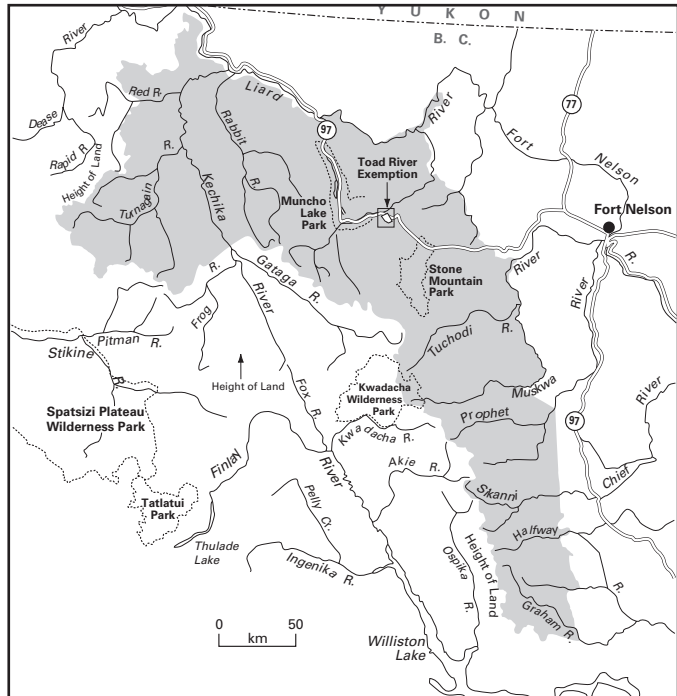 YUKON
B. C.
River
Liard
Red R.
Rabbit
R.
River
77
Dease
97
Fort
Nelson
Rapid R.
Height of Land
R.
Kechika
Toad River
Exemption
Turnagain
Muncho
Lake
Park
Fort Nelson
R.
Gataga R.
Stone
Mountain
Park
River
R.
River
Frog
River
Tuchodi R.
Pitman R.
Stikine
R.
Height of Land
Fox R.
Kwadacha
Wilderness
Park
Muskwa
River
Spatsizi Plateau
Wilderness Park
Prophet
97
Kwadacha R.
Finlay
River
Akie R.
Chief
Tatlatui
Park
Pelly Cr.
Skanni
Halfway
Thulade
Lake
Ingenika R.
Ospika R.
Height of Land
R.
Graham R.
0 50
km
Williston
Lake